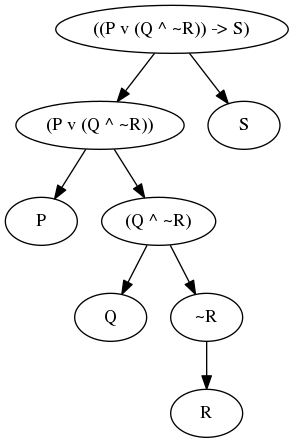 ((P v (Q ^ ~R)) -> S)
(P v (Q ^ ~R))
S
P
(Q ^ ~R)
Q
~R
R